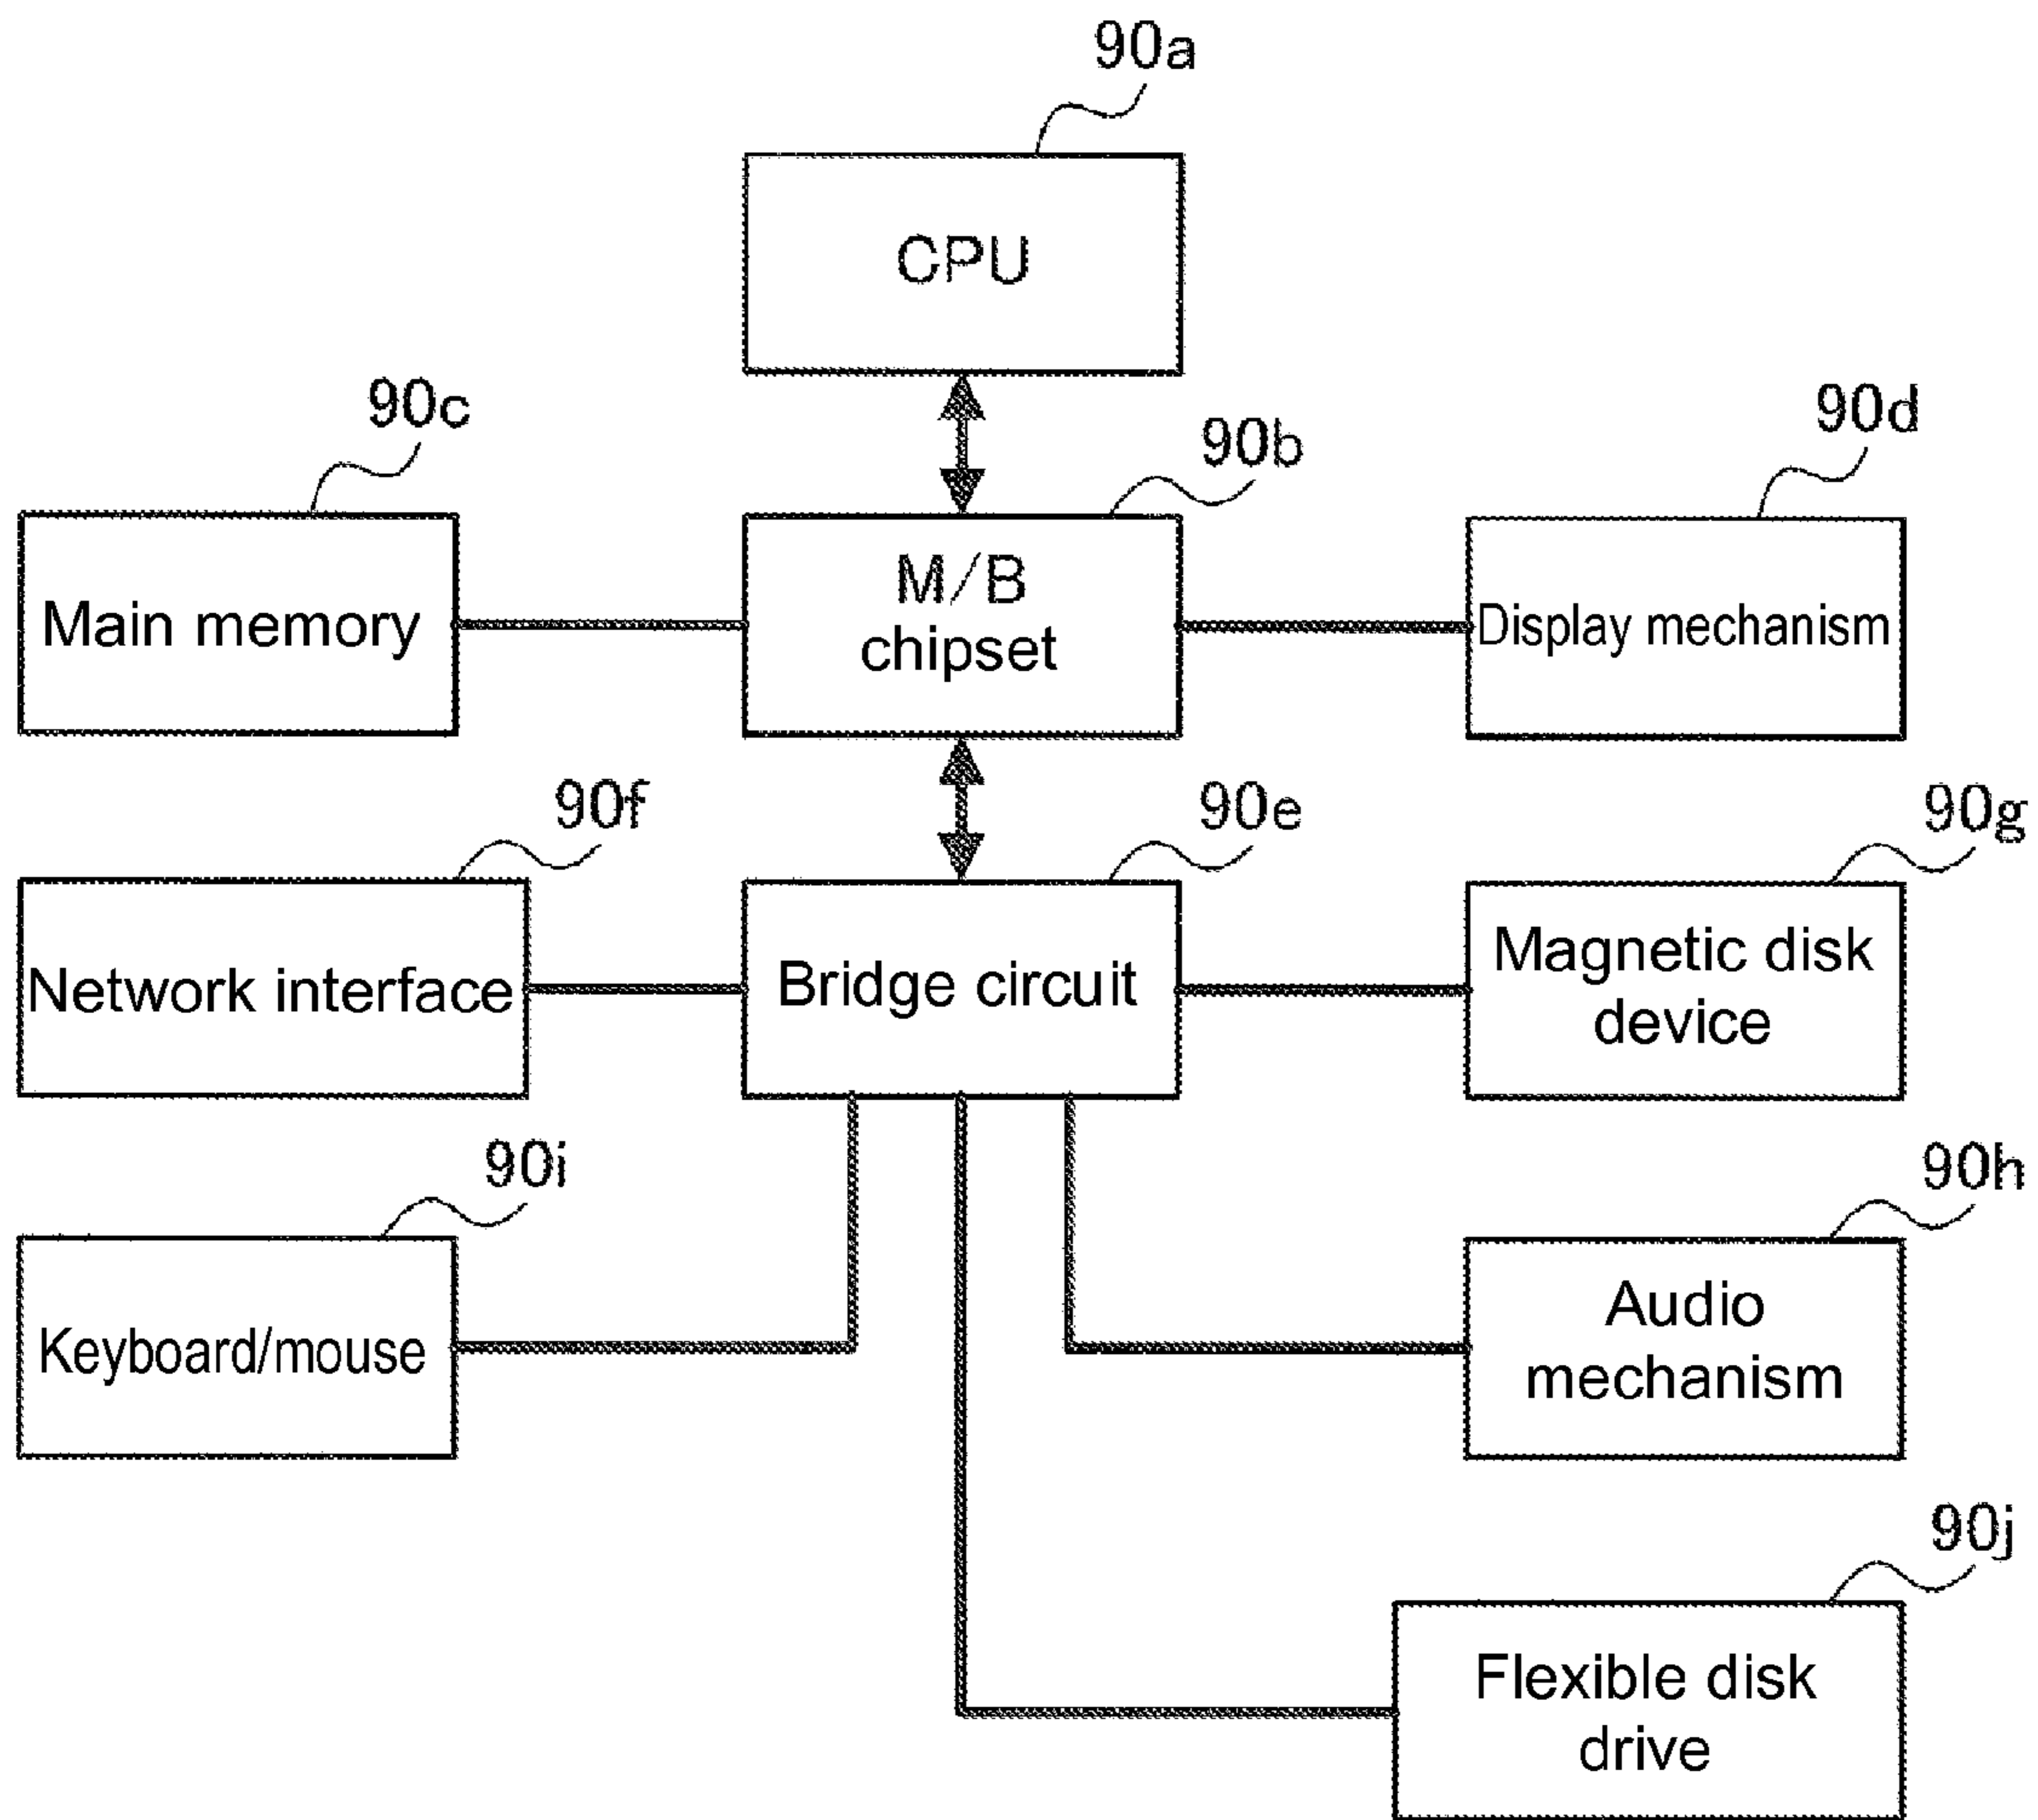 90a
CPU
90c
90b
90d
Main memory
M/B
chipset
Display mechanism
90f
90e
90g
Network interface
Bridge circuit
Magnetic disk
device
90i
90h
Keyboard/mouse
Audio
mechanism
90j
Flexible disk
drive